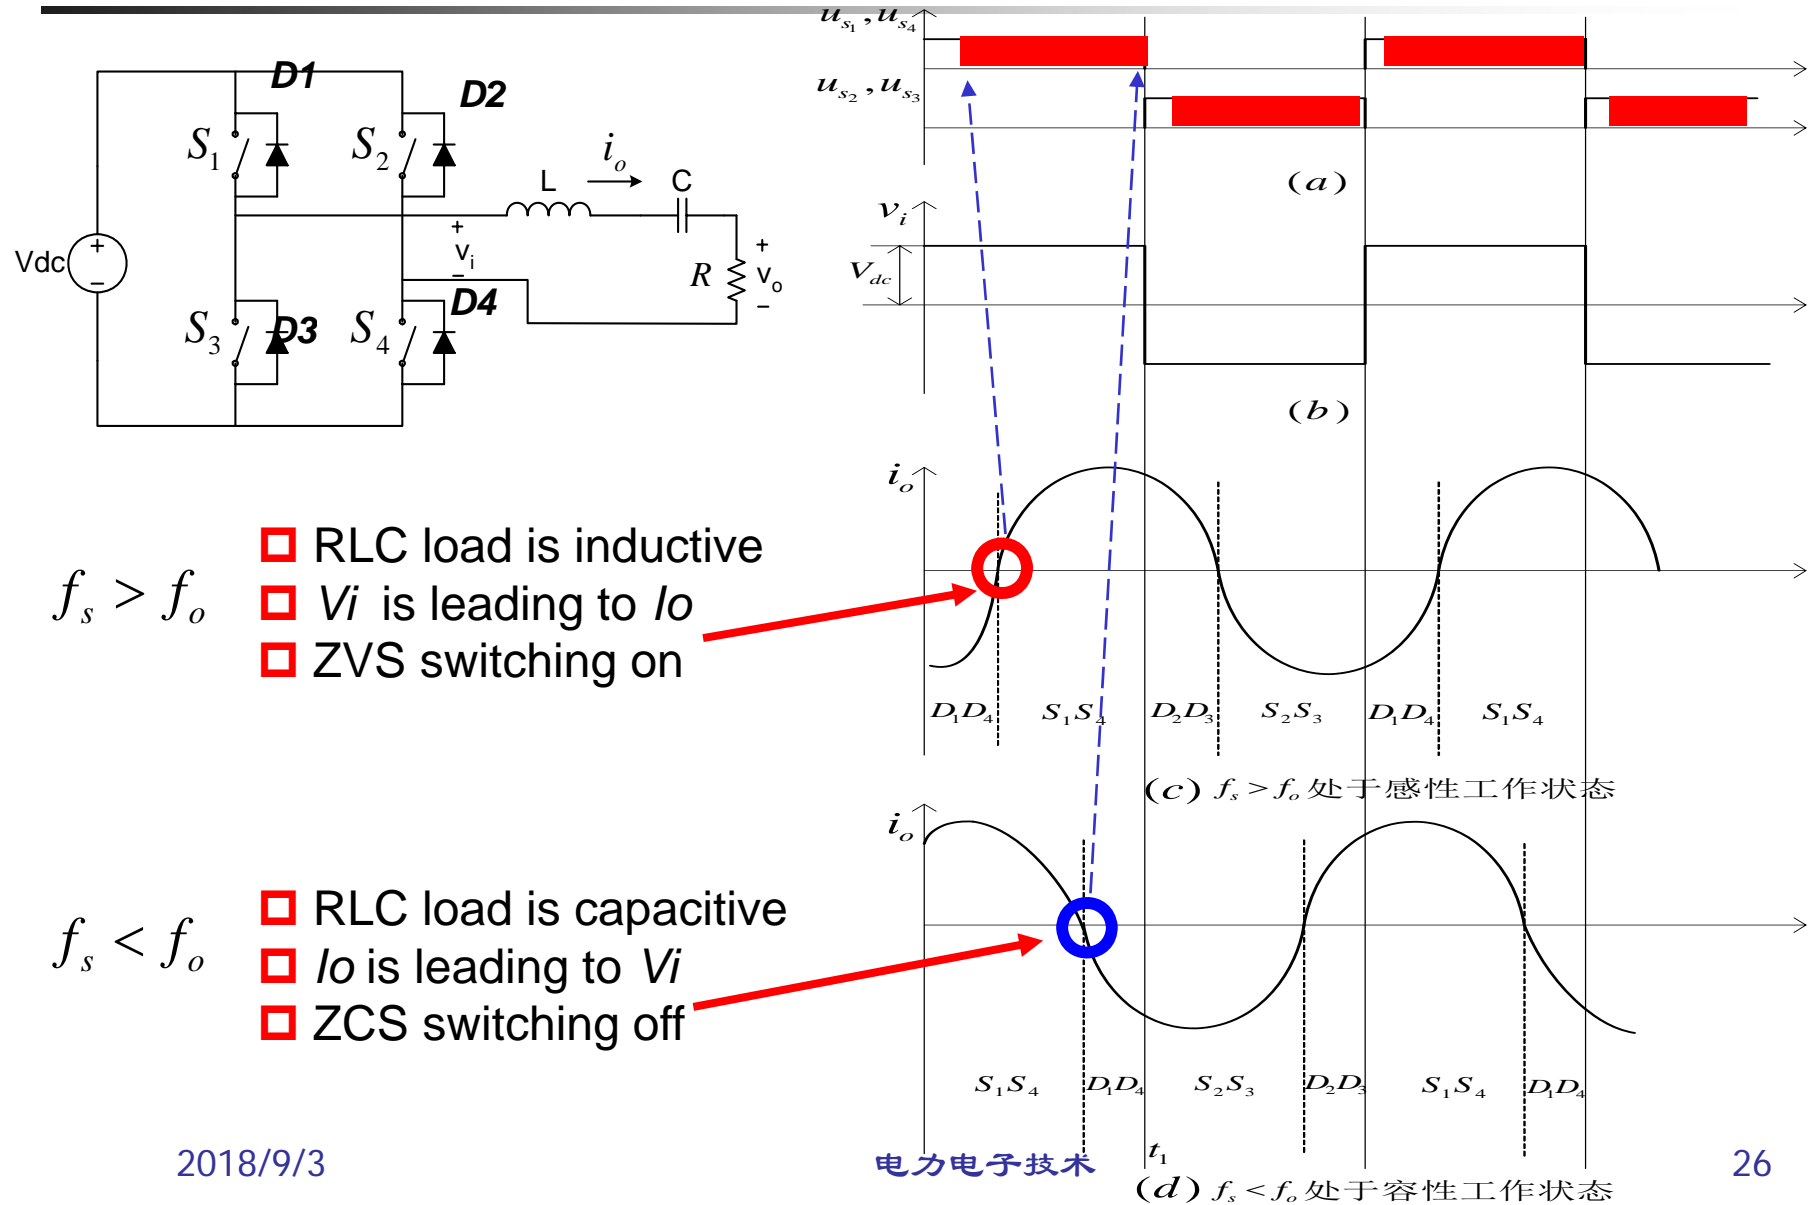 D1
D2
S1
S2
io
L
C
Vdc
+
−
+
vi
−
R
+
vo
−
D3
D4
S3
S4
us1, us4
us2, us3
(a)
vi
Vdc
(b)
fs > fo
RLC load is inductive
Vi is leading to Io
ZVS switching on
io
D1D4 S1S4 D2D3 S2S3 D1D4 S1S4
(c) fs > fo 处于感性工作状态
fs < fo
RLC load is capacitive
Io is leading to Vi
ZCS switching off
io
S1S4 D1D4 S2S3 D2D3 S1S4 D1D4
t1
(d) fs < fo 处于容性工作状态
2018/9/3
电力电子技术
26